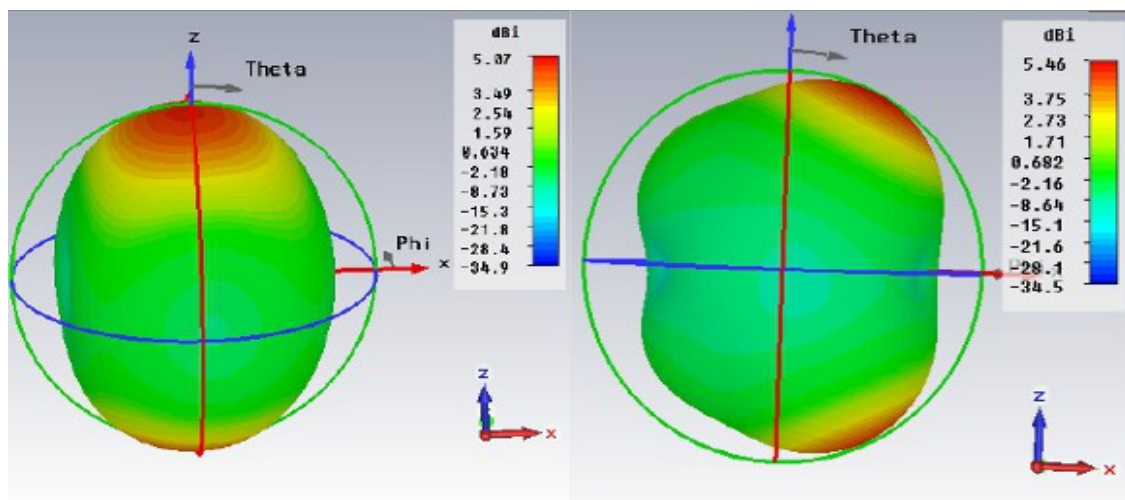 z
Theta
Phi
x
dBi
5.07
3.49
2.54
1.59
0.634
-2.18
-8.73
-15.3
-21.8
-28.4
-34.9
z
x
Theta
dBi
5.46
3.75
2.73
1.71
0.682
-2.16
-8.64
-15.1
-21.6
-28.1
-34.5
z
x